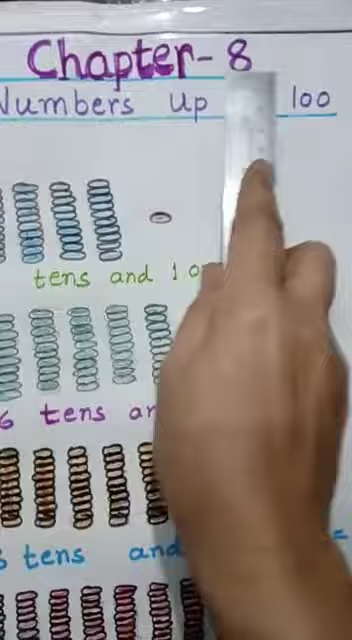 Chapter-8
Numbers up 100
tens and 1 o
6 tens an
tens and =